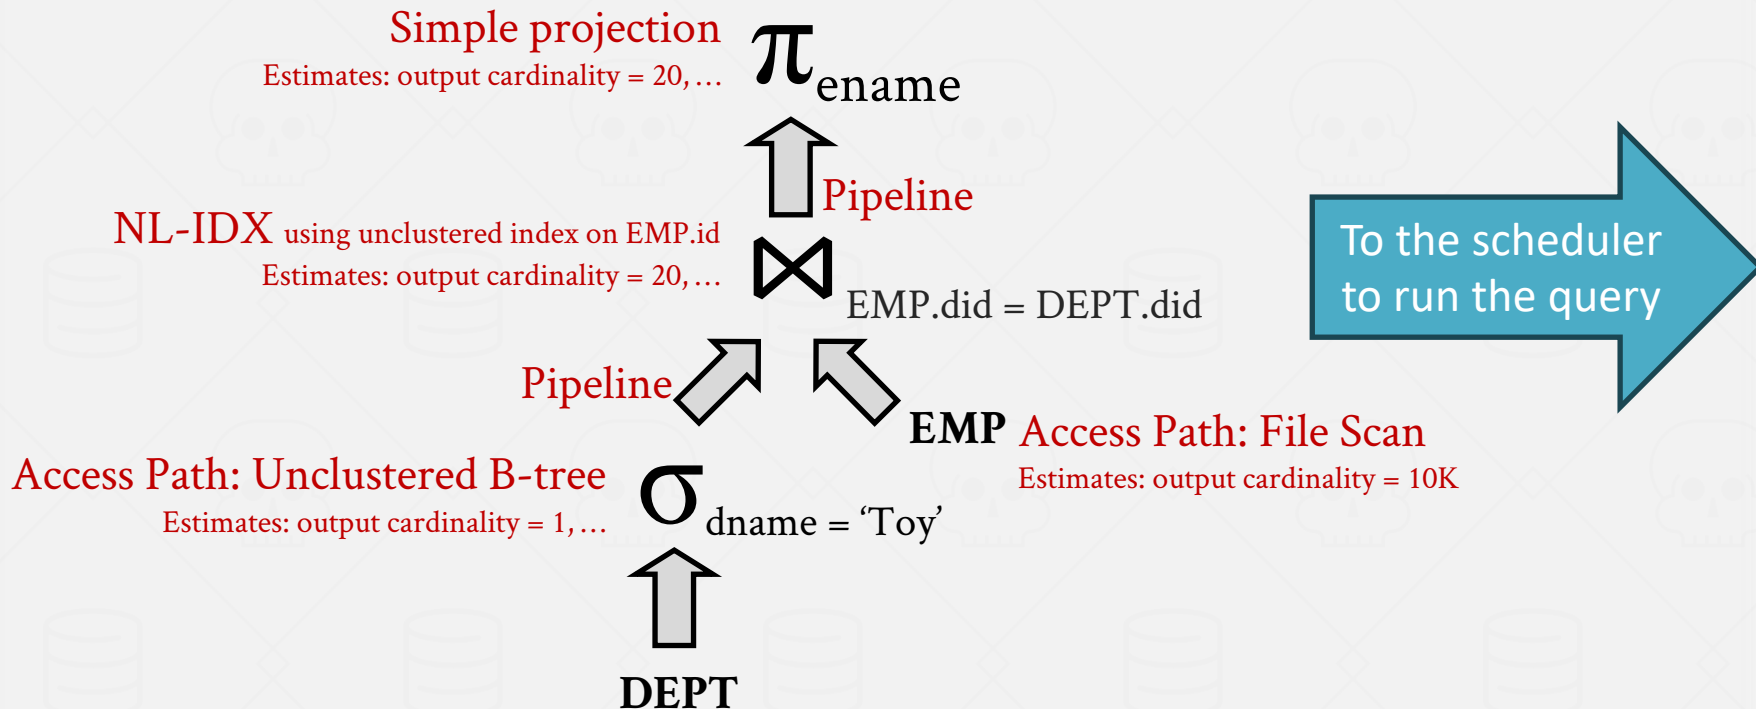 Simple projection
Estimates: output cardinality = 20, …
π ename
Pipeline
NL-IDX using unclustered index on EMP.id
Estimates: output cardinality = 20, …
⋈ EMP.did = DEPT.did
To the scheduler
to run the query
Pipeline
EMP Access Path: File Scan
Estimates: output cardinality = 10K
Access Path: Unclustered B-tree
Estimates: output cardinality = 1, …
σ dname = ‘Toy’
DEPT